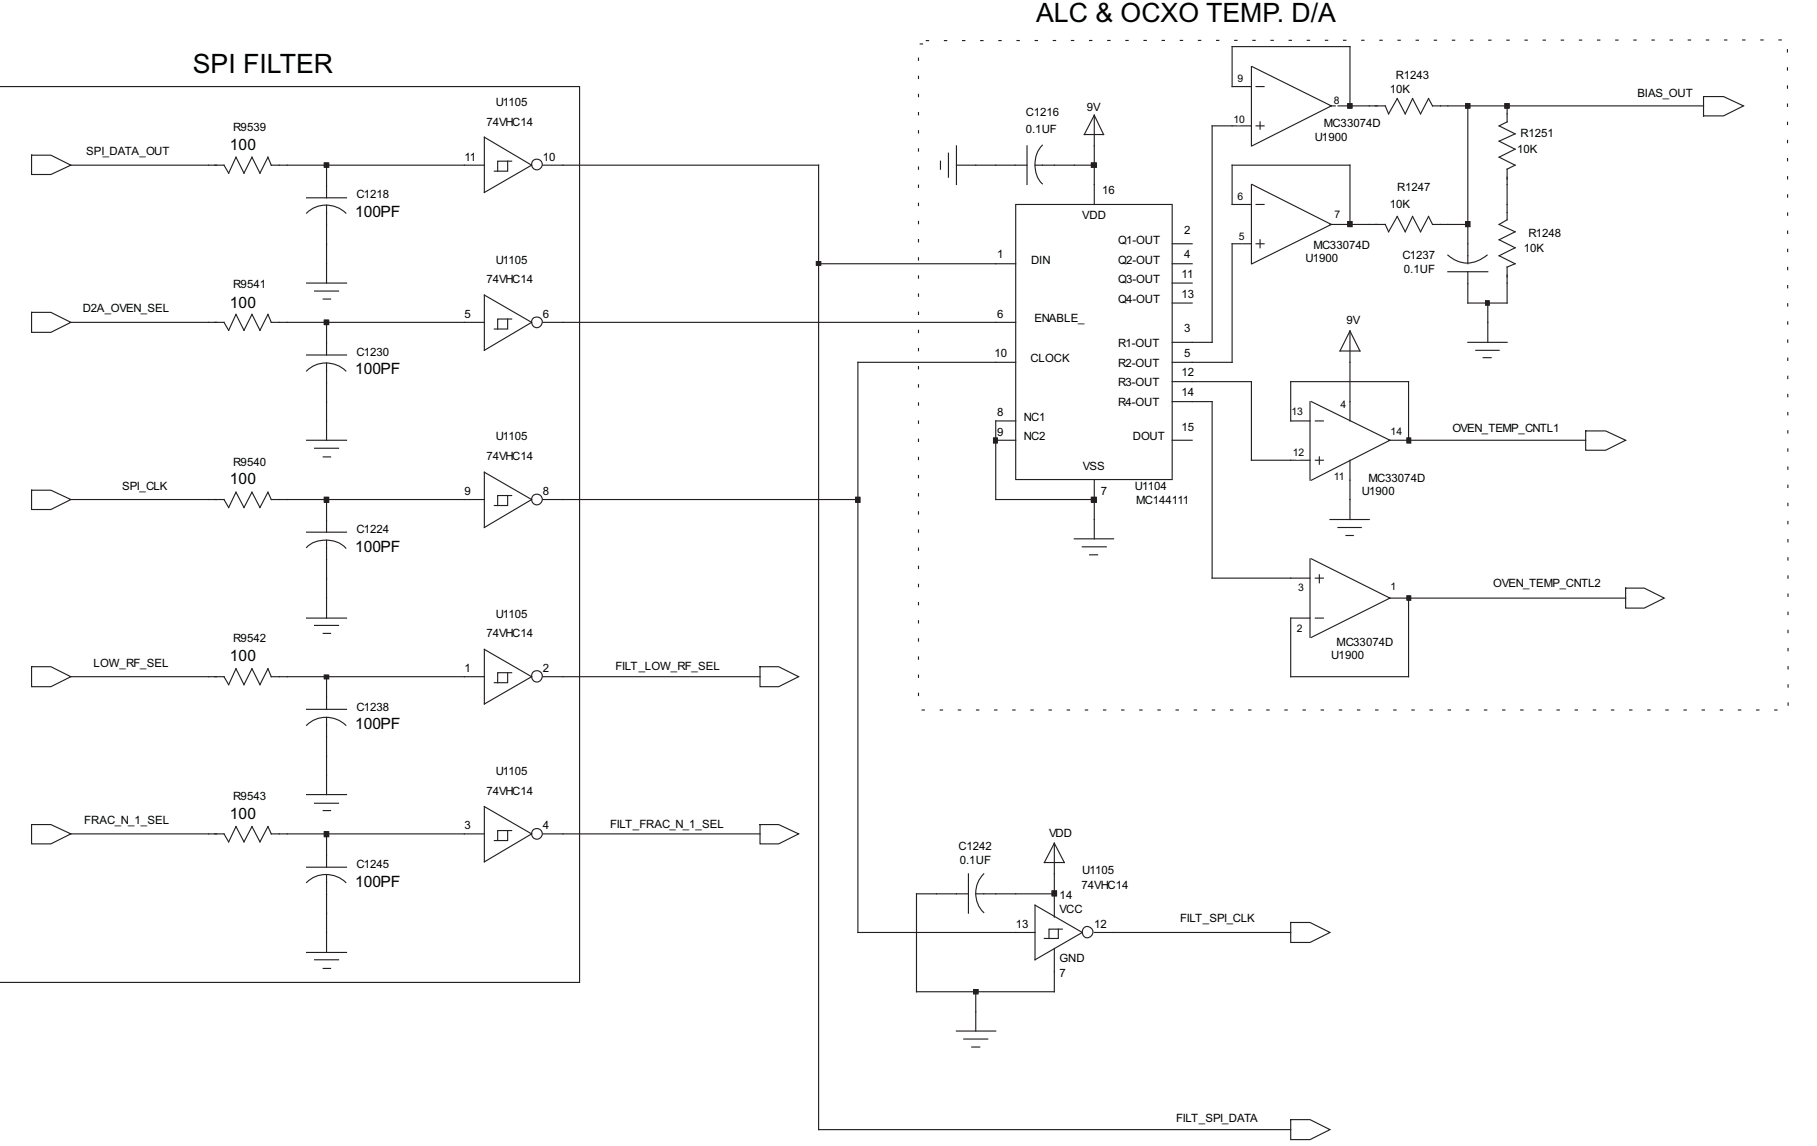 ALC & OCXO TEMP. D/A
SPI FILTER
SPI_DATA_OUT
R9539
100
C1218
100PF
11
U1105
74VHC14
10
D2A_OVEN_SEL
R9541
100
C1230
100PF
5
U1105
74VHC14
6
SPI_CLK
R9540
100
C1224
100PF
9
U1105
74VHC14
8
LOW_RF_SEL
R9542
100
C1238
100PF
1
U1105
74VHC14
2
FILT_LOW_RF_SEL
FRAC_N_1_SEL
R9543
100
C1245
100PF
3
U1105
74VHC14
4
FILT_FRAC_N_1_SEL
C1216
0.1UF
9V
16
VDD
1
DIN
6
ENABLE_
10
CLOCK
8
NC1
9
NC2
VSS
7
U1104
MC144111
Q1-OUT
2
Q2-OUT
4
Q3-OUT
11
Q4-OUT
13
R1-OUT
3
R2-OUT
5
R3-OUT
12
R4-OUT
14
DOUT
15
9
10
8
MC33074D
U1900
R1243
10K
BIAS_OUT
R1251
10K
6
5
7
MC33074D
U1900
R1247
10K
C1237
0.1UF
R1248
10K
9V
13
4
12
11
14
MC33074D
U1900
OVEN_TEMP_CNTL1
3
2
1
MC33074D
U1900
OVEN_TEMP_CNTL2
C1242
0.1UF
VDD
U1105
74VHC14
14
VCC
13
12
GND
7
FILT_SPI_CLK
FILT_SPI_DATA